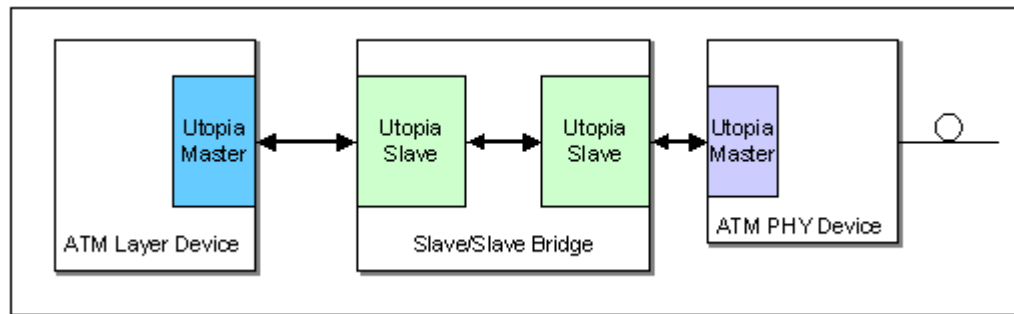 Utopia
Master
ATM Layer Device
Utopia
Slave
Utopia
Slave
Slave/Slave Bridge
Utopia
Master
ATM PHY Device